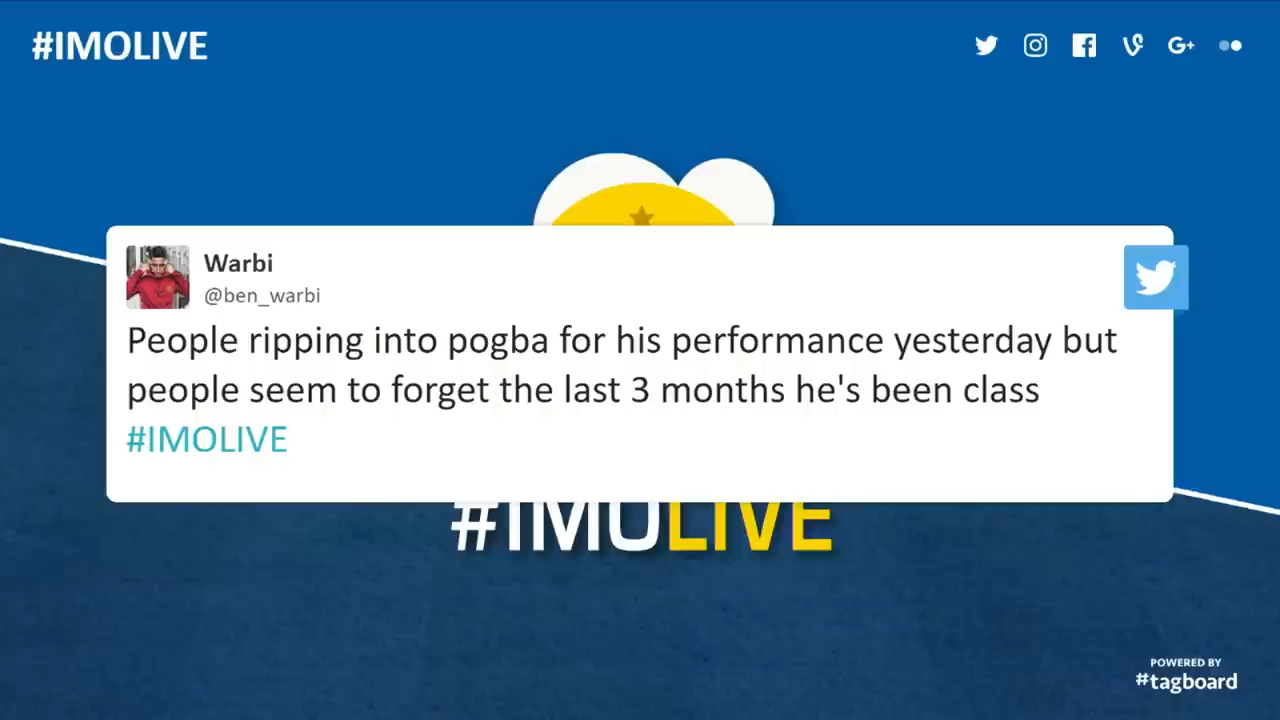 #IMOLIVE
Warbi
@ben_warbi
People ripping into pogba for his performance yesterday but
people seem to forget the last 3 months he's been class
#IMOLIVE
#IMOLIVE
POWERED BY
#tagboard